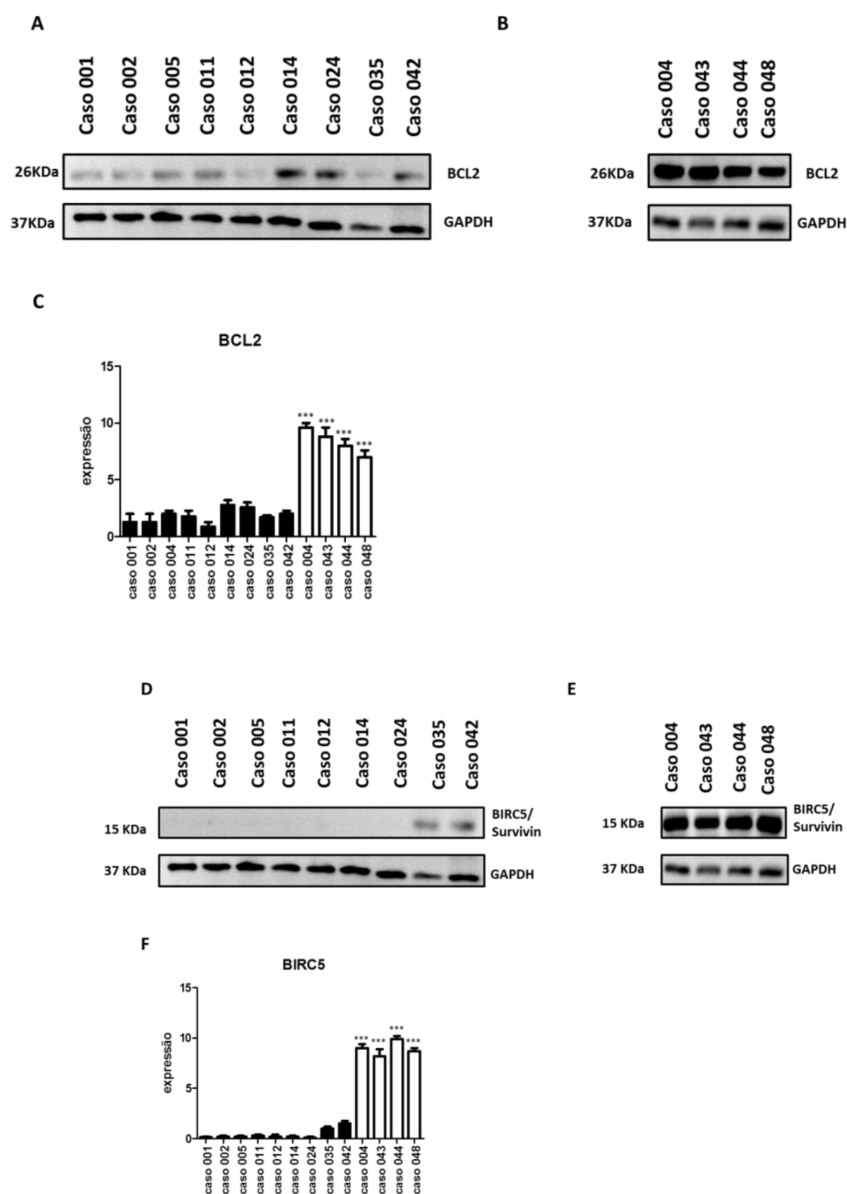 A
B
Caso 001 Caso 002 Caso 005 Caso 011 Caso 012 Caso 014 Caso 024 Caso 035 Caso 042
Caso 004 Caso 043 Caso 044 Caso 048
26KDa BCL2
26KDa BCL2
37KDa GAPDH
37KDa GAPDH
C
BCL2
expressão
15
10
5
0
*** *** *** ***
caso 001 caso 002 caso 004 caso 011 caso 012 caso 014 caso 024 caso 035 caso 042 caso 004 caso 043 caso 044 caso 048
D
E
Caso 001 Caso 002 Caso 005 Caso 011 Caso 012 Caso 014 Caso 024 Caso 035 Caso 042
Caso 004 Caso 043 Caso 044 Caso 048
15 KDa BIRC5/
Survivin
15 KDa BIRC5/
Survivin
37 KDa GAPDH
37 KDa GAPDH
F
BIRC5
expressão
15
10
5
0
*** *** *** ***
caso 001 caso 002 caso 005 caso 011 caso 012 caso 014 caso 024 caso 035 caso 042 caso 004 caso 043 caso 044 caso 048